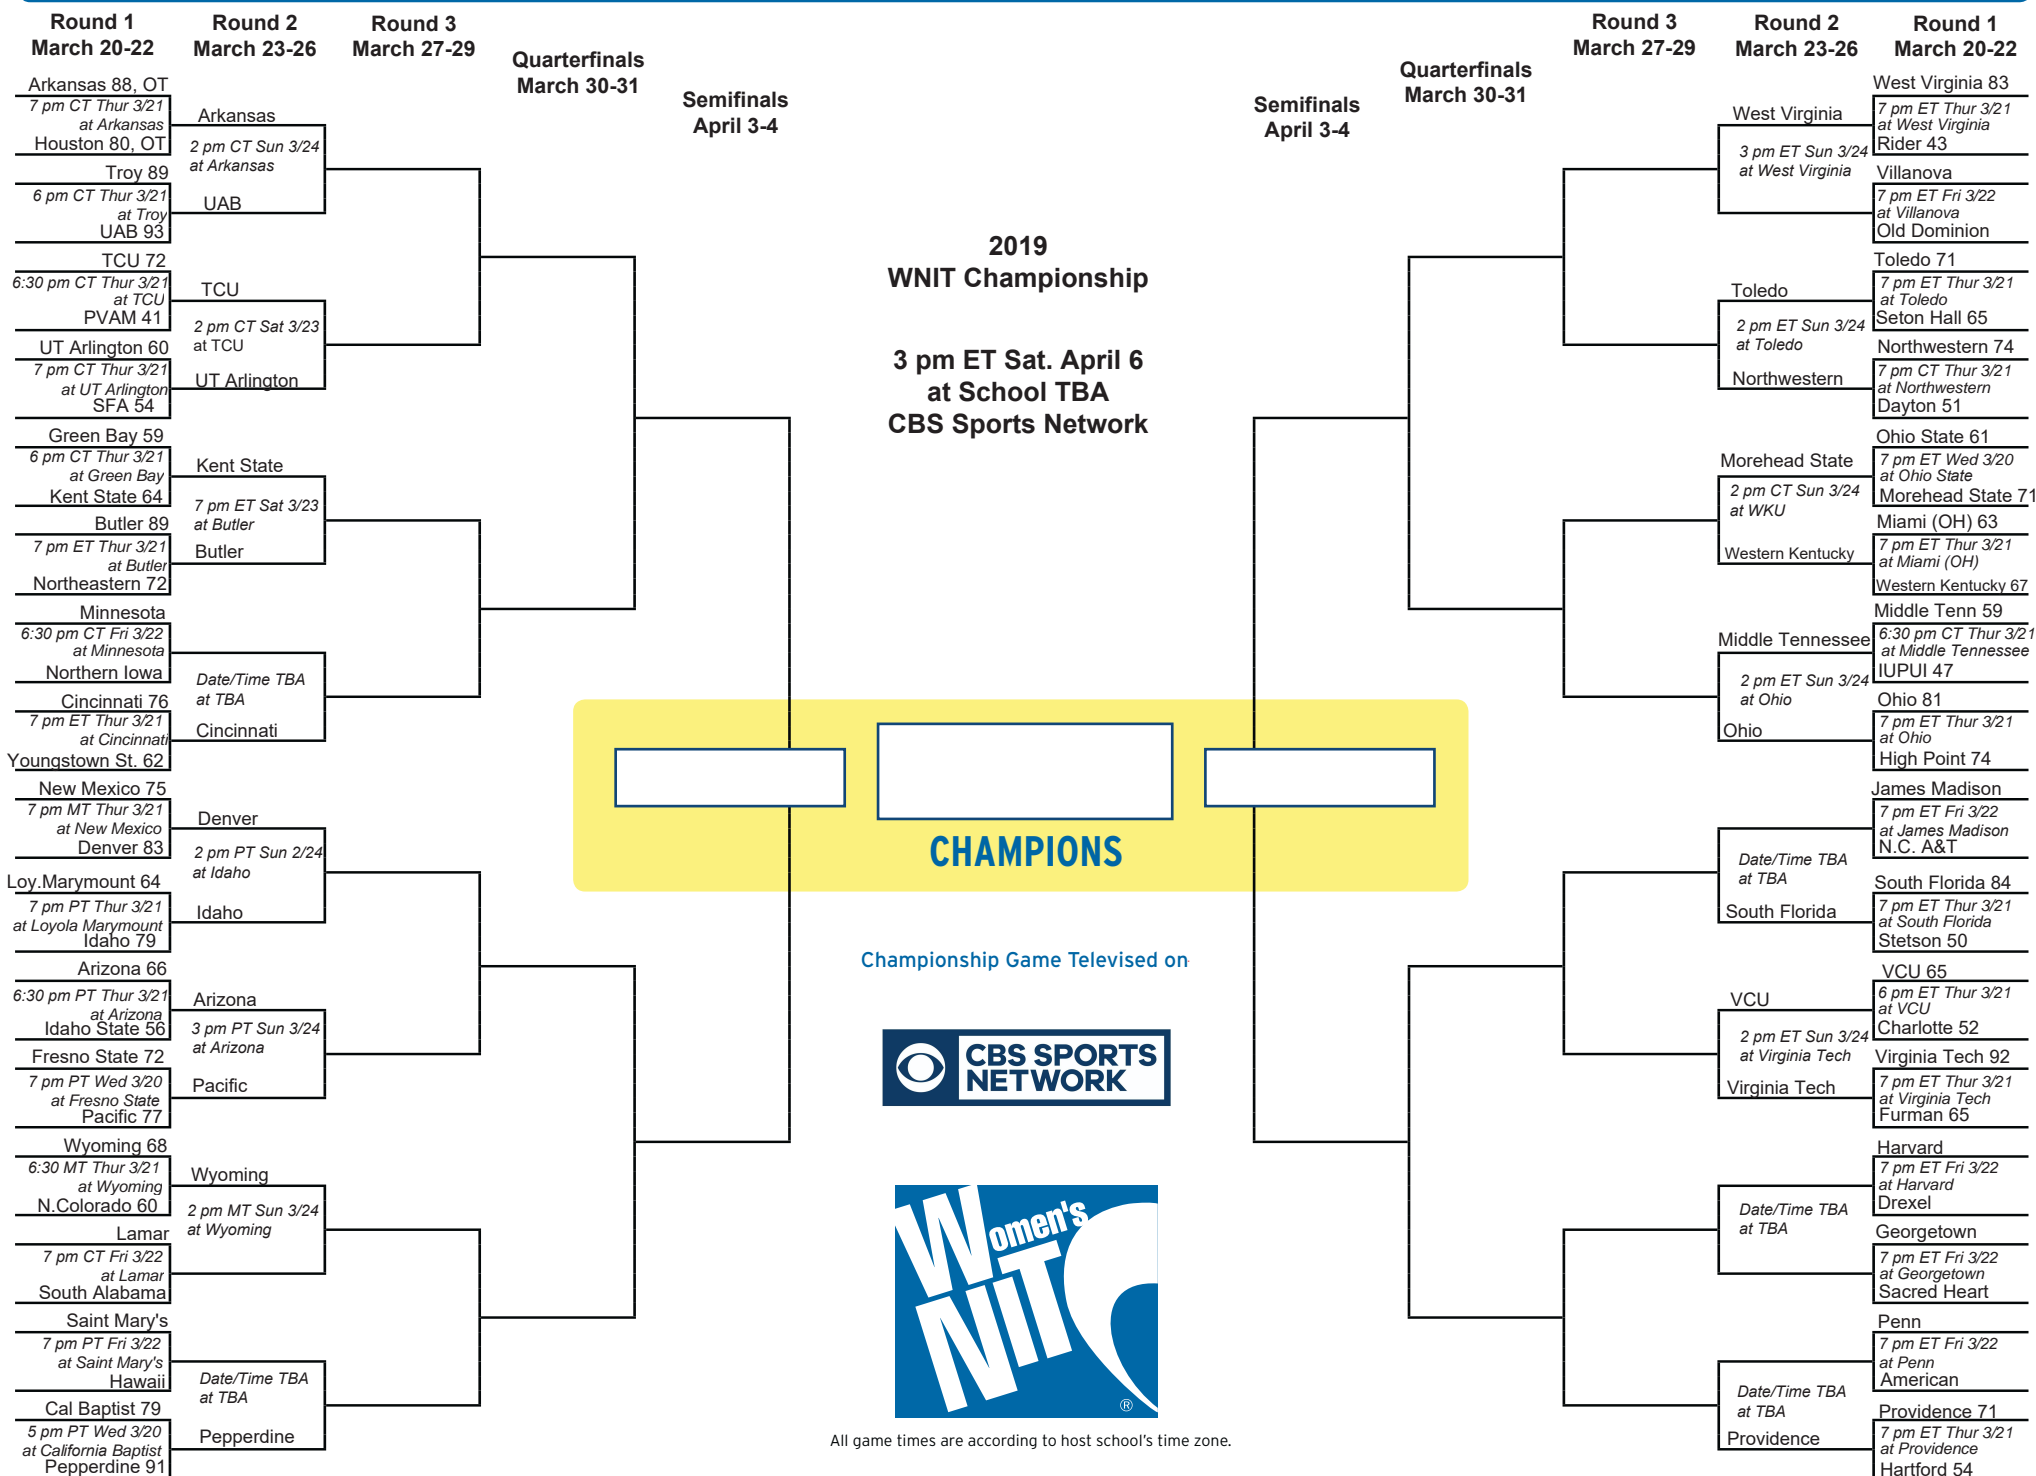 Round 1
March 20-22
Round 2
March 23-26
Round 3
March 27-29
Quarterfinals
March 30-31
Semifinals
April 3-4
Semifinals
April 3-4
Quarterfinals
March 30-31
Round 3
March 27-29
Round 2
March 23-26
Round 1
March 20-22
Arkansas 88, OT
7 pm CT Thur 3/21
at Arkansas
Houston 80, OT
Troy 89
6 pm CT Thur 3/21
at Troy
UAB 93
TCU 72
6:30 pm CT Thur 3/21
at TCU
PVAM 41
UT Arlington 60
7 pm CT Thur 3/21
at UT Arlington
SFA 54
Green Bay 59
6 pm CT Thur 3/21
at Green Bay
Kent State 64
Butler 89
7 pm ET Thur 3/21
at Butler
Northeastern 72
Minnesota
6:30 pm CT Fri 3/22
at Minnesota
Northern Iowa
Cincinnati 76
7 pm ET Thur 3/21
at Cincinnati
Youngstown St. 62
New Mexico 75
7 pm MT Thur 3/21
at New Mexico
Denver 83
Loy.Marymount 64
7 pm PT Thur 3/21
at Loyola Marymount
Idaho 79
Arizona 66
6:30 pm PT Thur 3/21
at Arizona
Idaho State 56
Fresno State 72
7 pm PT Wed 3/20
at Fresno State
Pacific 77
Wyoming 68
6:30 MT Thur 3/21
at Wyoming
N.Colorado 60
Lamar
7 pm CT Fri 3/22
at Lamar
South Alabama
Saint Mary's
7 pm PT Fri 3/22
at Saint Mary's
Hawaii
Cal Baptist 79
5 pm PT Wed 3/20
at California Baptist
Pepperdine 91
Arkansas
2 pm CT Sun 3/24
at Arkansas
UAB
TCU
2 pm CT Sat 3/23
at TCU
UT Arlington
Kent State
7 pm ET Sat 3/23
at Butler
Butler
Date/Time TBA
at TBA
Cincinnati
Denver
2 pm PT Sun 2/24
at Idaho
Idaho
Arizona
3 pm PT Sun 3/24
at Arizona
Pacific
Wyoming
2 pm MT Sun 3/24
at Wyoming
Date/Time TBA
at TBA
Pepperdine
2019
WNIT Championship
3 pm ET Sat. April 6
at School TBA
CBS Sports Network
CHAMPIONS
Championship Game Televised on
CBS SPORTS
NETWORK
Women's
NIT
®
All game times are according to host school's time zone.
West Virginia
3 pm ET Sun 3/24
at West Virginia
Toledo
2 pm ET Sun 3/24
at Toledo
Northwestern
Morehead State
2 pm CT Sun 3/24
at WKU
Western Kentucky
Middle Tennessee
2 pm ET Sun 3/24
at Ohio
Ohio
Date/Time TBA
at TBA
South Florida
VCU
2 pm ET Sun 3/24
at Virginia Tech
Virginia Tech
Date/Time TBA
at TBA
Date/Time TBA
at TBA
Providence
West Virginia 83
7 pm ET Thur 3/21
at West Virginia
Rider 43
Villanova
7 pm ET Fri 3/22
at Villanova
Old Dominion
Toledo 71
7 pm ET Thur 3/21
at Toledo
Seton Hall 65
Northwestern 74
7 pm CT Thur 3/21
at Northwestern
Dayton 51
Ohio State 61
7 pm ET Wed 3/20
at Ohio State
Morehead State 71
Miami (OH) 63
7 pm ET Thur 3/21
at Miami (OH)
Western Kentucky 67
Middle Tenn 59
6:30 pm CT Thur 3/21
at Middle Tennessee
IUPUI 47
Ohio 81
7 pm ET Thur 3/21
at Ohio
High Point 74
James Madison
7 pm ET Fri 3/22
at James Madison
N.C. A&T
South Florida 84
7 pm ET Thur 3/21
at South Florida
Stetson 50
VCU 65
6 pm ET Thur 3/21
at VCU
Charlotte 52
Virginia Tech 92
7 pm ET Thur 3/21
at Virginia Tech
Furman 65
Harvard
7 pm ET Fri 3/22
at Harvard
Drexel
Georgetown
7 pm ET Fri 3/22
at Georgetown
Sacred Heart
Penn
7 pm ET Fri 3/22
at Penn
American
Providence 71
7 pm ET Thur 3/21
at Providence
Hartford 54